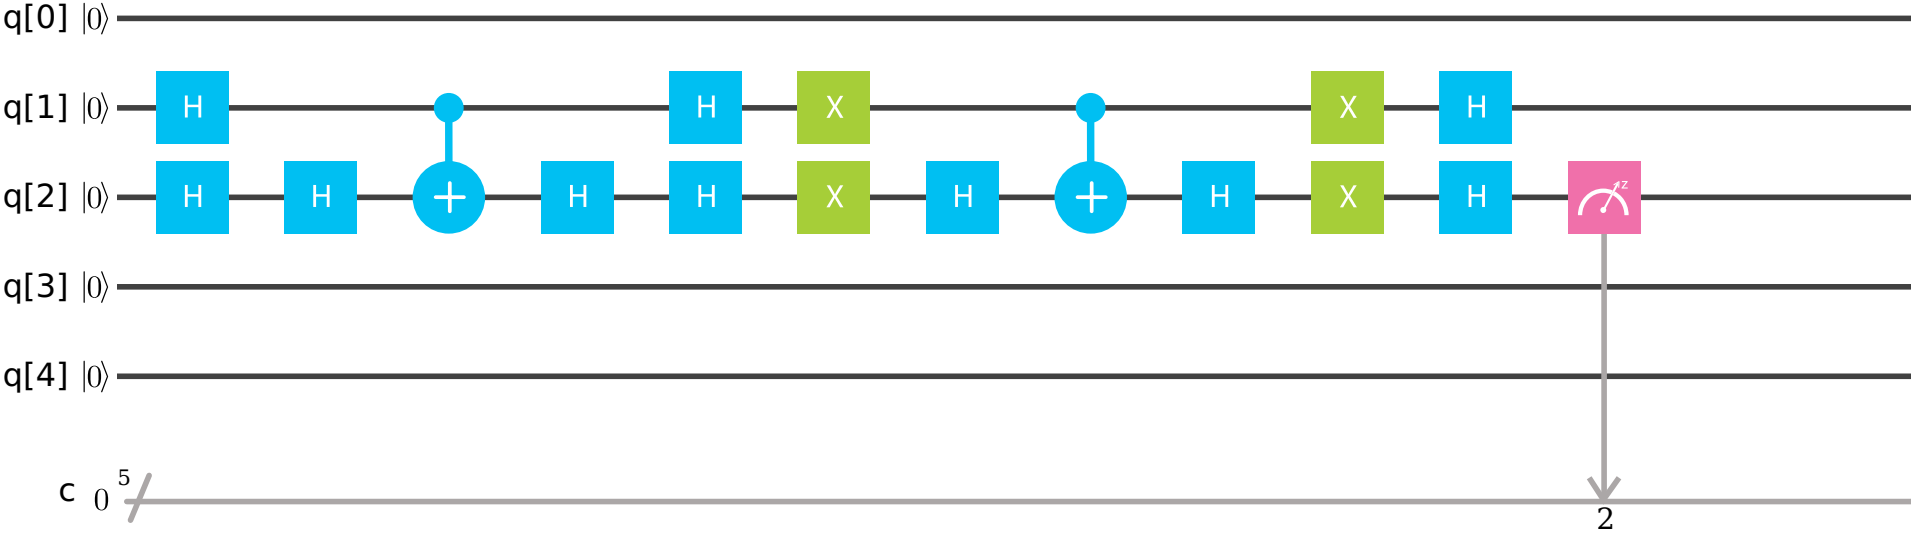 q[0] |0⟩
q[1] |0⟩ H H X X H
q[2] |0⟩ H H + H H X H + H X H z
q[3] |0⟩
q[4] |0⟩
c 0 5
2